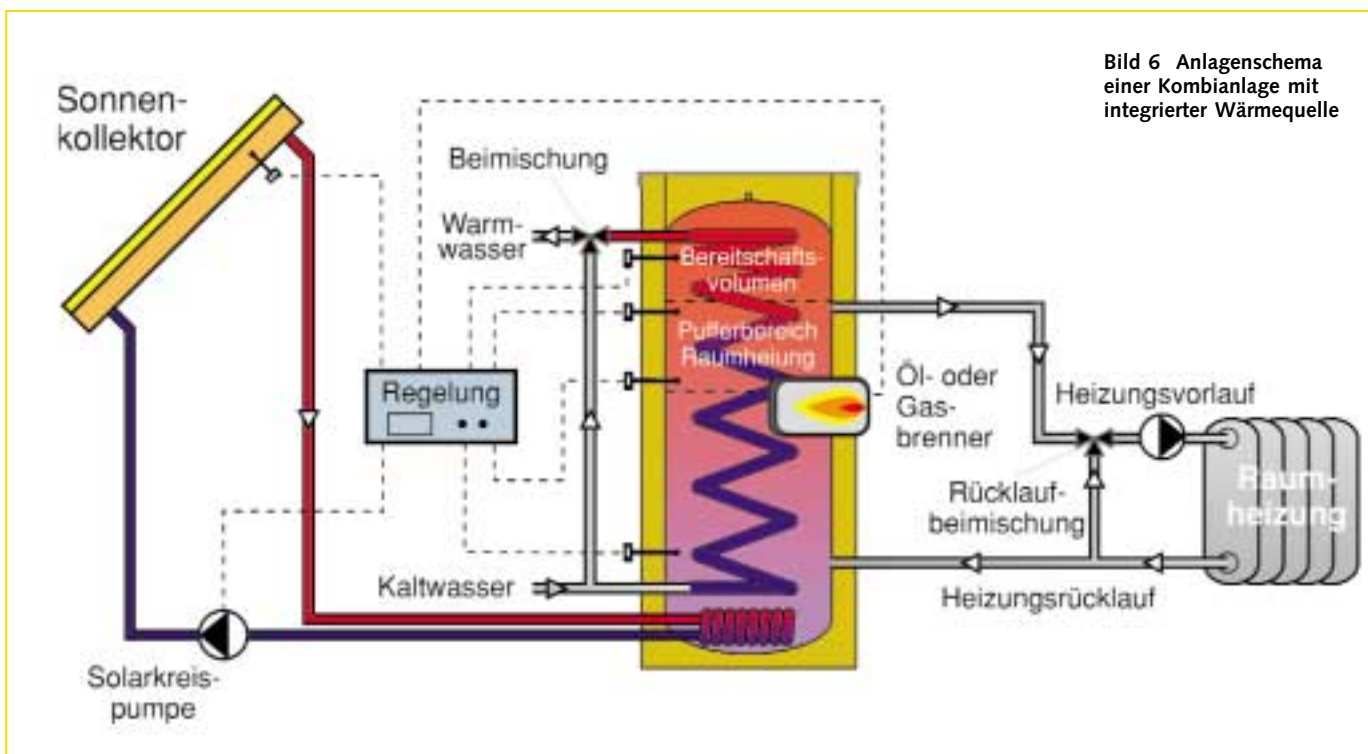 Bild 6 Anlagenschema
einer Kombianlage mit
integrierter Wärmequelle
Sonnen-
kollektor
Beimischung
Warm-
wasser
Bereitschafts-
volumen
Pufferbereich
Raumheiung
Regelung
Öl- oder
Gas-
brenner
Heizungsvorlauf
Raum-
heizung
Rücklauf-
beimischung
Kaltwasser
Heizungsrücklauf
Solarkreis-
pumpe